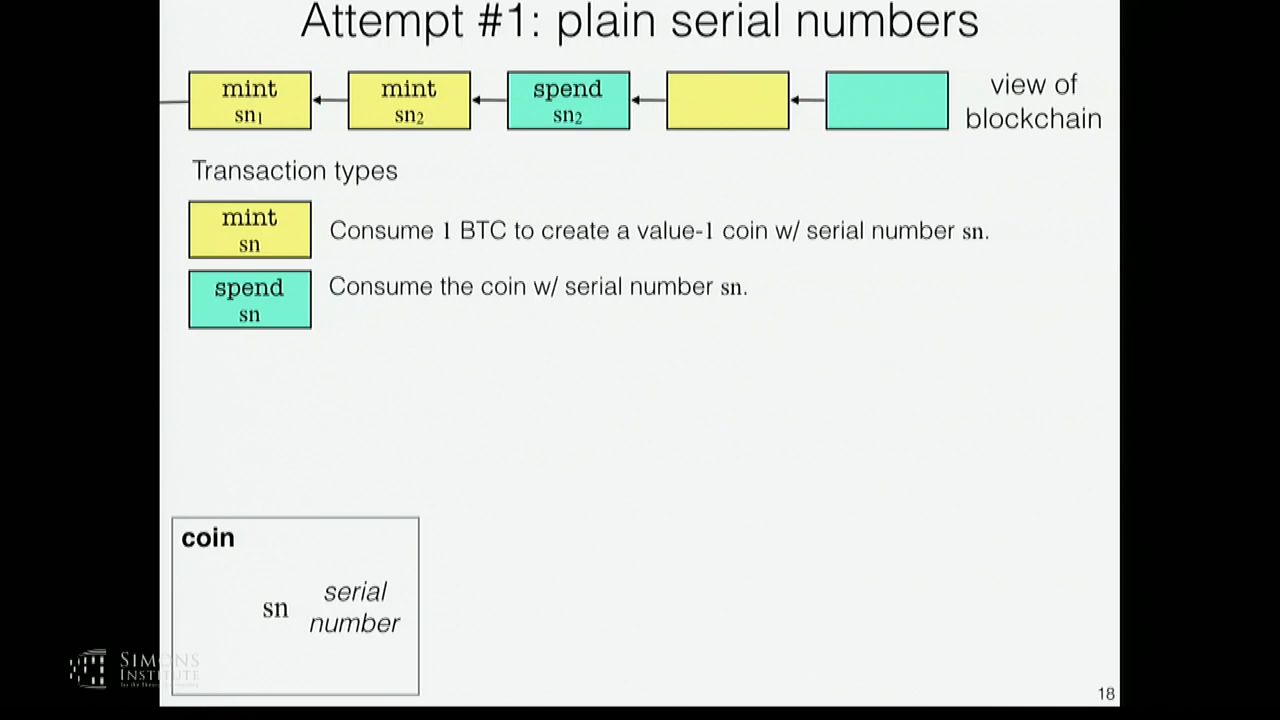 Attempt #1: plain serial numbers
mint
sn₁
mint
sn₂
spend
sn₂
view of
blockchain
Transaction types
mint
sn
Consume 1 BTC to create a value-1 coin w/ serial number sn.
spend
sn
Consume the coin w/ serial number sn.
coin
sn
serial
number
SIMONS
INSTITUTE
18